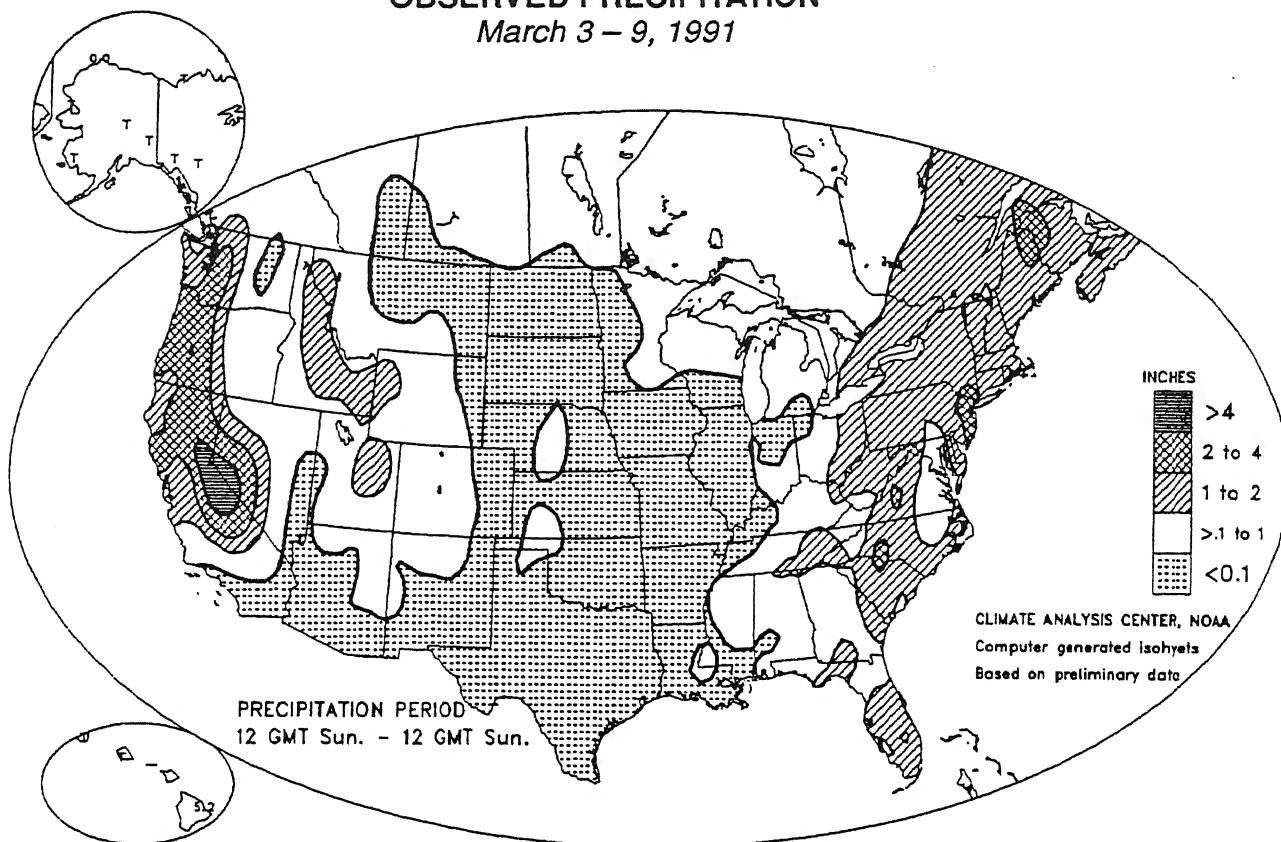 OBSERVED PRECIPITATION
March 3 – 9, 1991
T
T
T
T
T
T
INCHES
>4
2 to 4
1 to 2
>.1 to 1
<0.1
CLIMATE ANALYSIS CENTER, NOAA
Computer generated isohyets
Based on preliminary data
PRECIPITATION PERIOD
12 GMT Sun. - 12 GMT Sun.